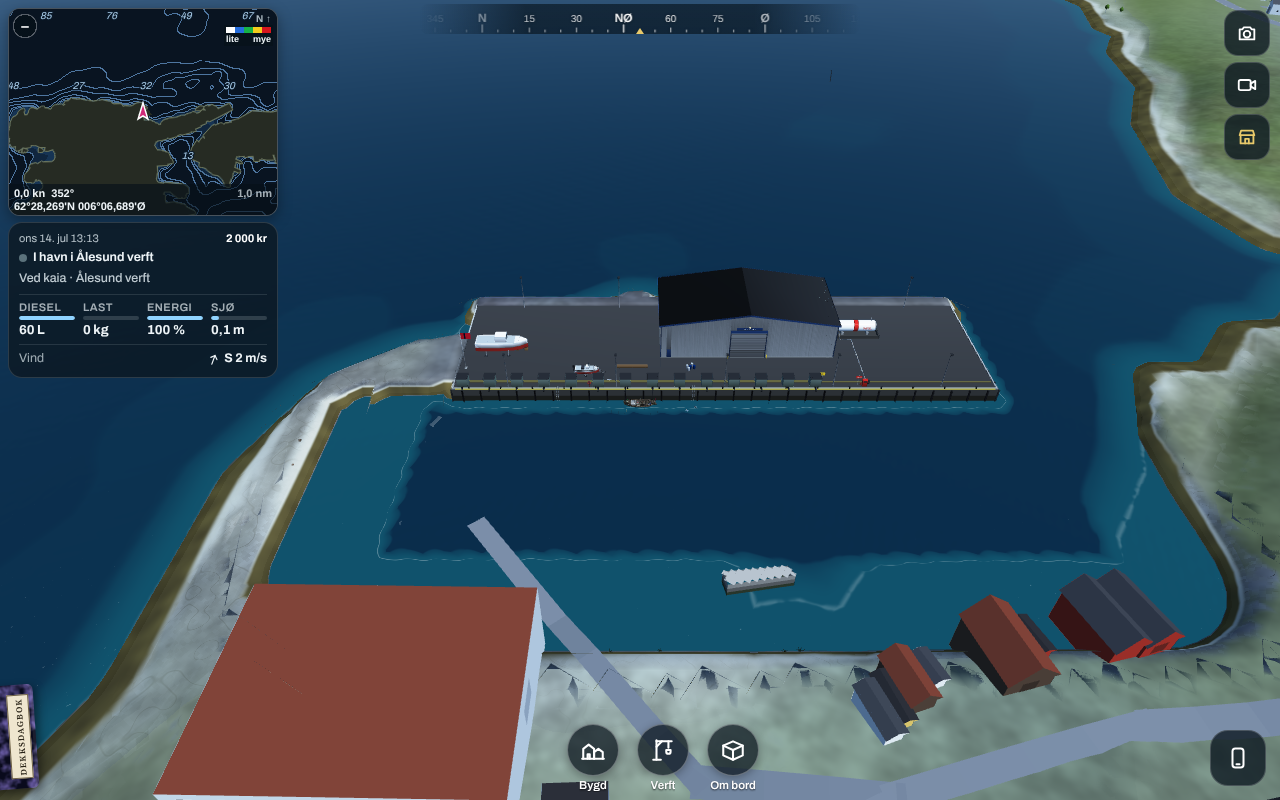 85 76 49 67 N ↑
lite mye
48 27 32 30
13
0,0 kn 352° 1,0 nm
62°28,269'N 006°06,689'Ø
345 N 15 30 NØ 60 75 Ø 105
ons 14. jul 13:13 2 000 kr
I havn i Ålesund verft
Ved kaia · Ålesund verft
DIESEL LAST ENERGI SJØ
60 L 0 kg 100 % 0,1 m
Vind S 2 m/s
DEKKSDAGBOK
Bygd Verft Om bord